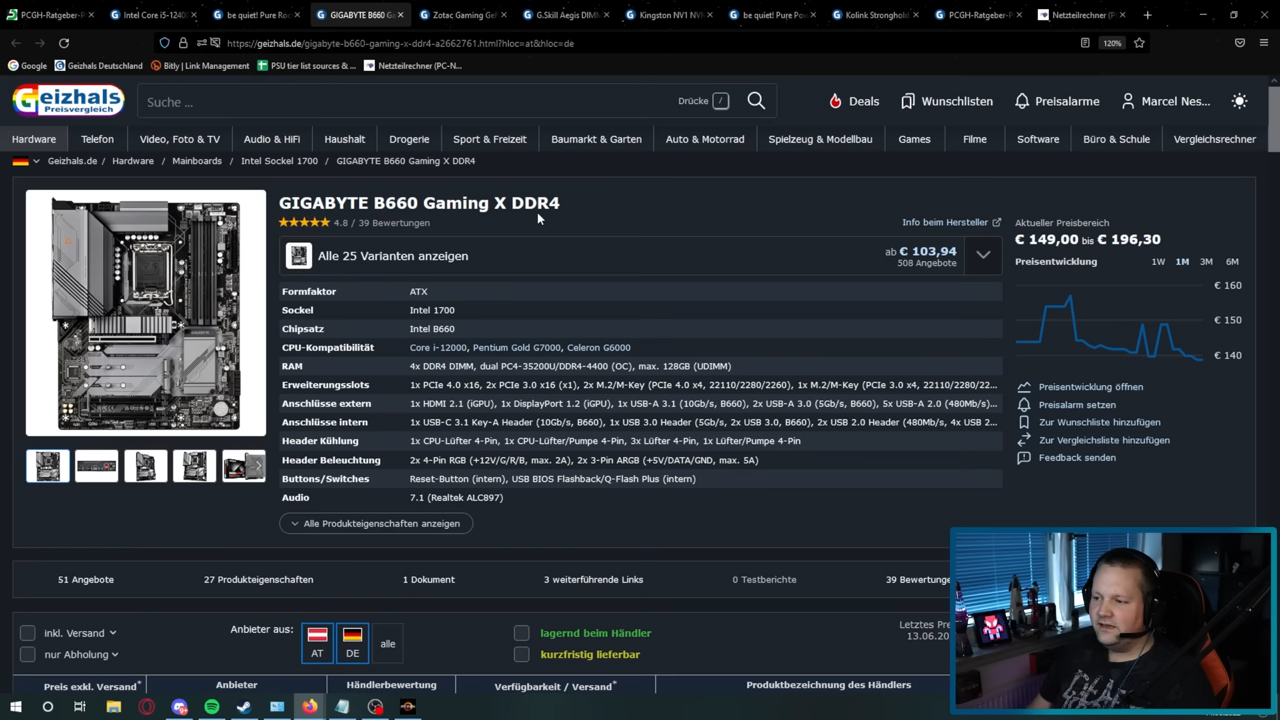 PCGH-Ratgeber-P
Intel Core i5-1240
be quiet! Pure Ro
GIGABYTE B660 Ga
Zotac Gaming GeF
G.Skill Aegis DIMM
Kingston NV1 NV
be quiet! Pure Po
Kolink Stronghold
PCGH-Ratgeber-P
Netzteilrechner (P
https://geizhals.de/gigabyte-b660-gaming-x-ddr4-a2662761.html?hloc=at&hloc=de
120%
Google
Geizhals Deutschland
Bitly | Link Management
PSU tier list sources & ...
Netzteilrechner (PC-N...
Geizhals
Preisvergleich
Suche ...
Drücke /
Deals
Wunschlisten
Preisalarme
Marcel Nes...
Hardware
Telefon
Video, Foto & TV
Audio & HiFi
Haushalt
Drogerie
Sport & Freizeit
Baumarkt & Garten
Auto & Motorrad
Spielzeug & Modellbau
Games
Filme
Software
Büro & Schule
Vergleichsrechner
Geizhals.de / Hardware / Mainboards / Intel Sockel 1700 / GIGABYTE B660 Gaming X DDR4
GIGABYTE B660 Gaming X DDR4
4.8 / 39 Bewertungen
Info beim Hersteller
Alle 25 Varianten anzeigen
ab € 103,94
508 Angebote
Formfaktor ATX
Sockel Intel 1700
Chipsatz Intel B660
CPU-Kompatibilität Core i-12000, Pentium Gold G7000, Celeron G6000
RAM 4x DDR4 DIMM, dual PC4-35200U/DDR4-4400 (OC), max. 128GB (UDIMM)
Erweiterungsslots 1x PCIe 4.0 x16, 2x PCIe 3.0 x16 (x1), 2x M.2/M-Key (PCIe 4.0 x4, 22110/2280/2260), 1x M.2/M-Key (PCIe 3.0 x4, 22110/2280/22...
Anschlüsse extern 1x HDMI 2.1 (iGPU), 1x DisplayPort 1.2 (iGPU), 1x USB-A 3.1 (10Gb/s, B660), 2x USB-A 3.0 (5Gb/s, B660), 5x USB-A 2.0 (480Mb/s)...
Anschlüsse intern 1x USB-C 3.1 Key-A Header (10Gb/s, B660), 1x USB 3.0 Header (5Gb/s, B660, 2x USB 3.0), 2x USB 2.0 Header (480Mb/s, 4x USB 2...
Header Kühlung 1x CPU-Lüfter 4-Pin, 1x CPU-Lüfter/Pumpe 4-Pin, 3x Lüfter 4-Pin, 1x Lüfter/Pumpe 4-Pin
Header Beleuchtung 2x 4-Pin RGB (+12V/G/R/B, max. 2A), 2x 3-Pin ARGB (+5V/DATA/GND, max. 5A)
Buttons/Switches Reset-Button (intern), USB BIOS Flashback/Q-Flash Plus (intern)
Audio 7.1 (Realtek ALC897)
Alle Produkteigenschaften anzeigen
Aktueller Preisbereich
€ 149,00 bis € 196,30
Preisentwicklung 1W 1M 3M 6M
€ 160
€ 150
€ 140
Preisentwicklung öffnen
Preisalarm setzen
Zur Wunschliste hinzufügen
Zur Vergleichsliste hinzufügen
Feedback senden
51 Angebote
27 Produkteigenschaften
1 Dokument
3 weiterführende Links
0 Testberichte
39 Bewertunge
inkl. Versand
nur Abholung
Anbieter aus:
AT
DE
alle
lagernd beim Händler
kurzfristig lieferbar
Letztes Pre
13.06.20
Preis exkl. Versand*
Anbieter
Händlerbewertung
Verfügbarkeit / Versand*
Produktbezeichnung des Händlers